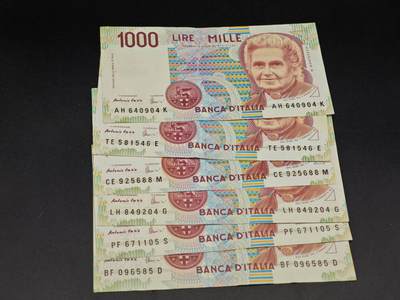 1000 LIRE MILLE
AH 640904 K
BANCA D'ITALIA
AH 640904 K
TE 581546 E
BANCA D'ITALIA
TE 581546 E
CE 925688 M
BANCA D'ITALIA
CE 925688 M
LH 849204 G
BANCA D'ITALIA
LH 849204 G
PF 671105 S
BANCA D'ITALIA
PF 671105 S
BF 096585 D
BANCA D'ITALIA
BF 096585 D